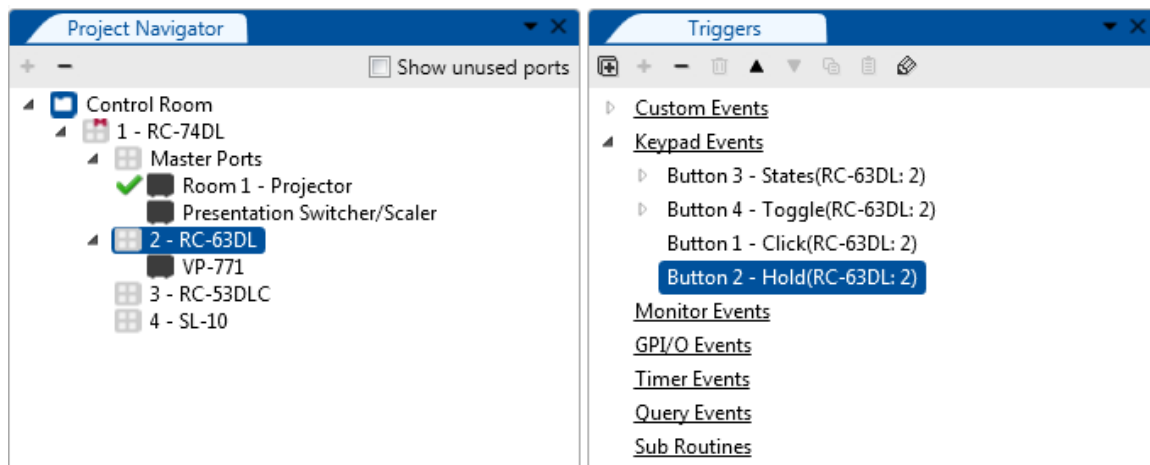 Project Navigator
Show unused ports
Control Room
1 - RC-74DL
Master Ports
Room 1 - Projector
Presentation Switcher/Scaler
2 - RC-63DL
VP-771
3 - RC-53DLC
4 - SL-10
Triggers
Custom Events
Keypad Events
Button 3 - States(RC-63DL: 2)
Button 4 - Toggle(RC-63DL: 2)
Button 1 - Click(RC-63DL: 2)
Button 2 - Hold(RC-63DL: 2)
Monitor Events
GPI/O Events
Timer Events
Query Events
Sub Routines